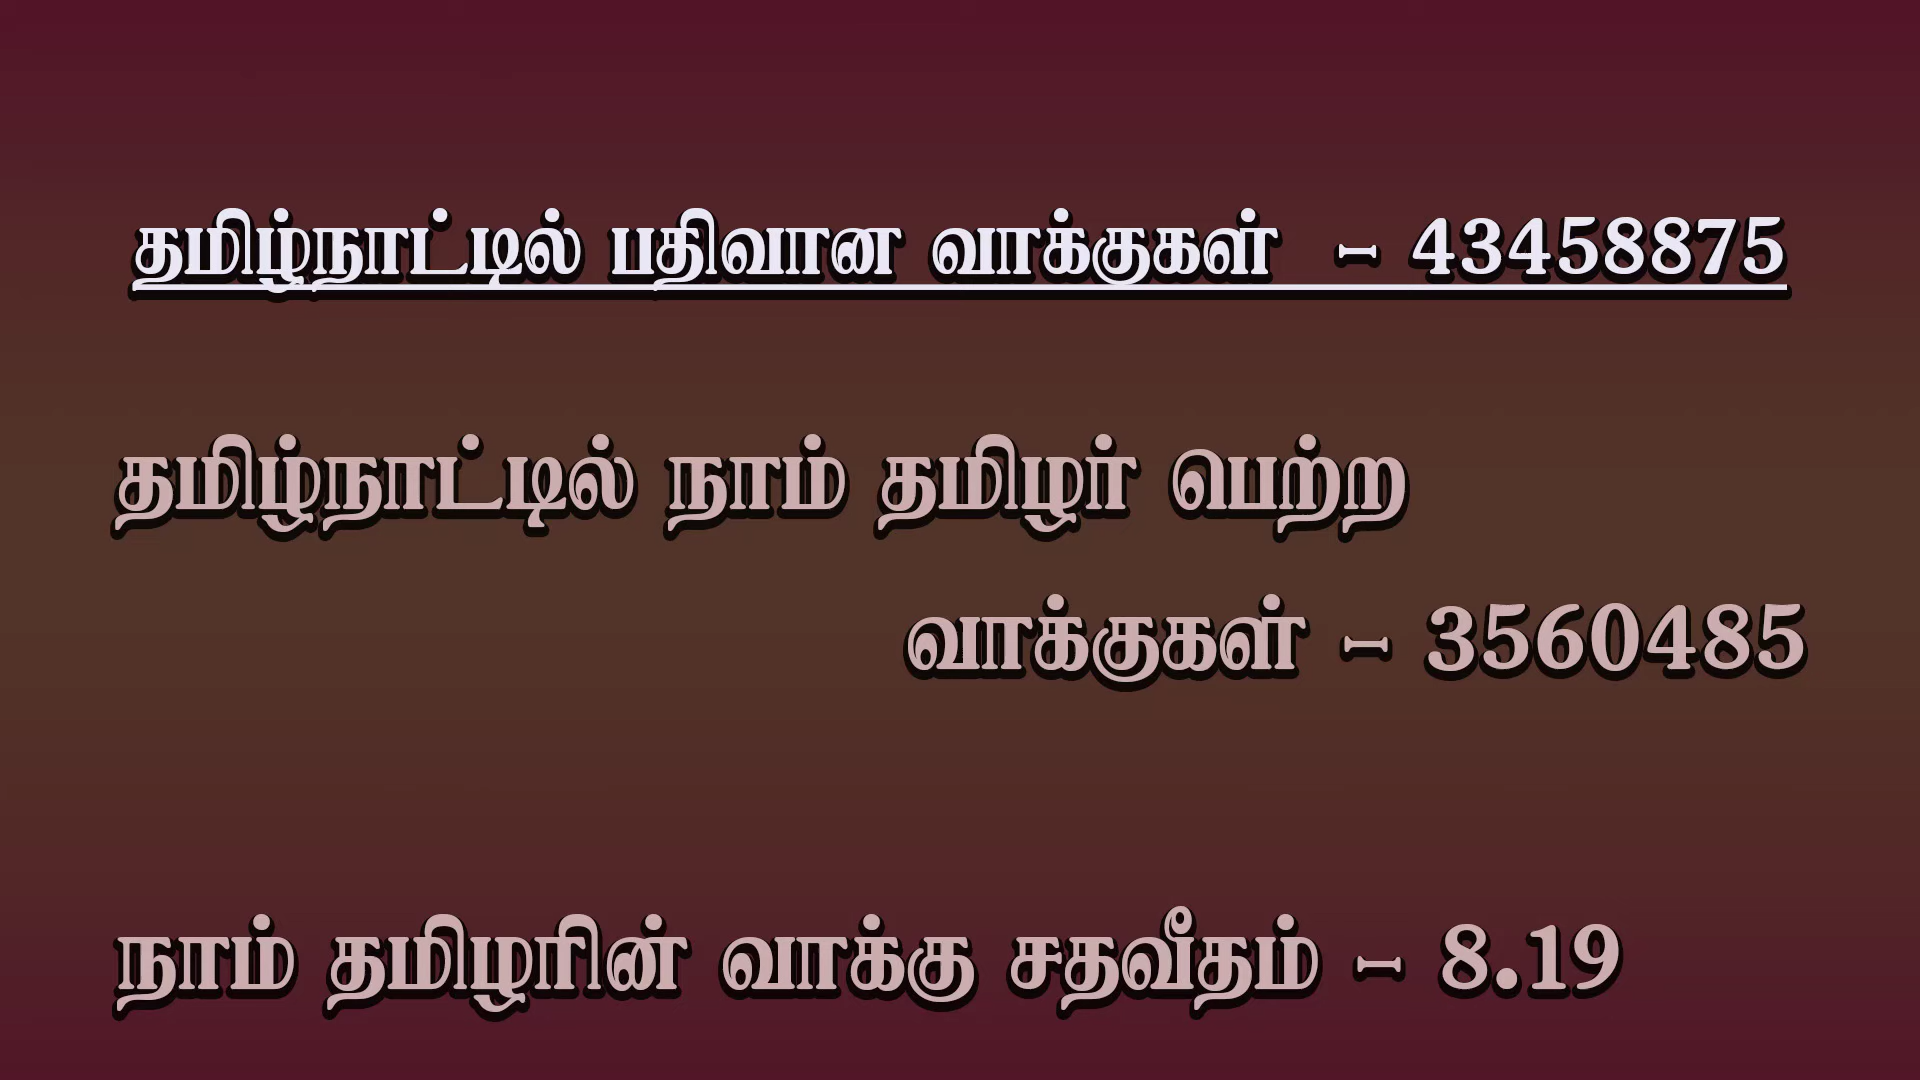 தமிழ்நாட்டில் பதிவான வாக்குகள் - 43458875
தமிழ்நாட்டில் நாம் தமிழர் பெற்ற
வாக்குகள் - 3560485
நாம் தமிழரின் வாக்கு சதவீதம் - 8.19